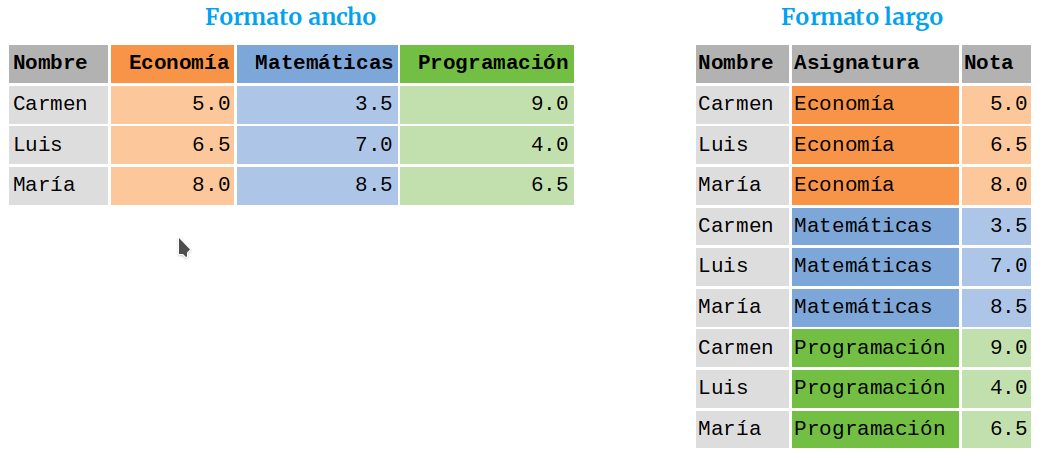 Formato ancho
Nombre Economía Matemáticas Programación
Carmen 5.0 3.5 9.0
Luis 6.5 7.0 4.0
María 8.0 8.5 6.5
Formato largo
Nombre Asignatura Nota
Carmen Economía 5.0
Luis Economía 6.5
María Economía 8.0
Carmen Matemáticas 3.5
Luis Matemáticas 7.0
María Matemáticas 8.5
Carmen Programación 9.0
Luis Programación 4.0
María Programación 6.5